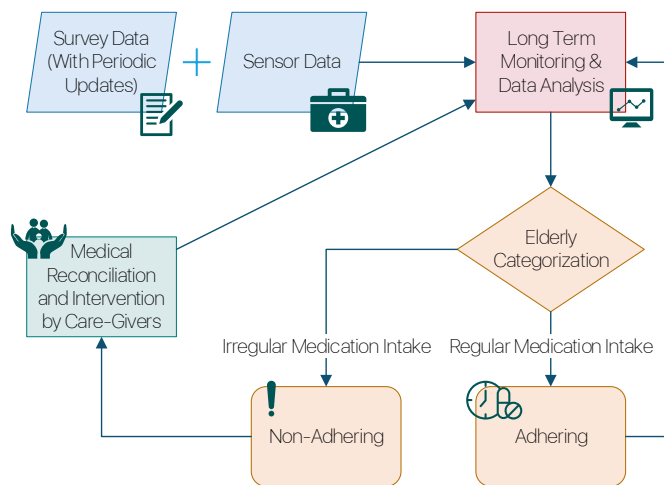 Survey Data
(With Periodic
Updates)
Sensor Data
Long Term
Monitoring &
Data Analysis
Elderly
Categorization
Medical
Reconciliation
and Intervention
by Care-Givers
Irregular Medication Intake
Regular Medication Intake
Non-Adhering
Adhering